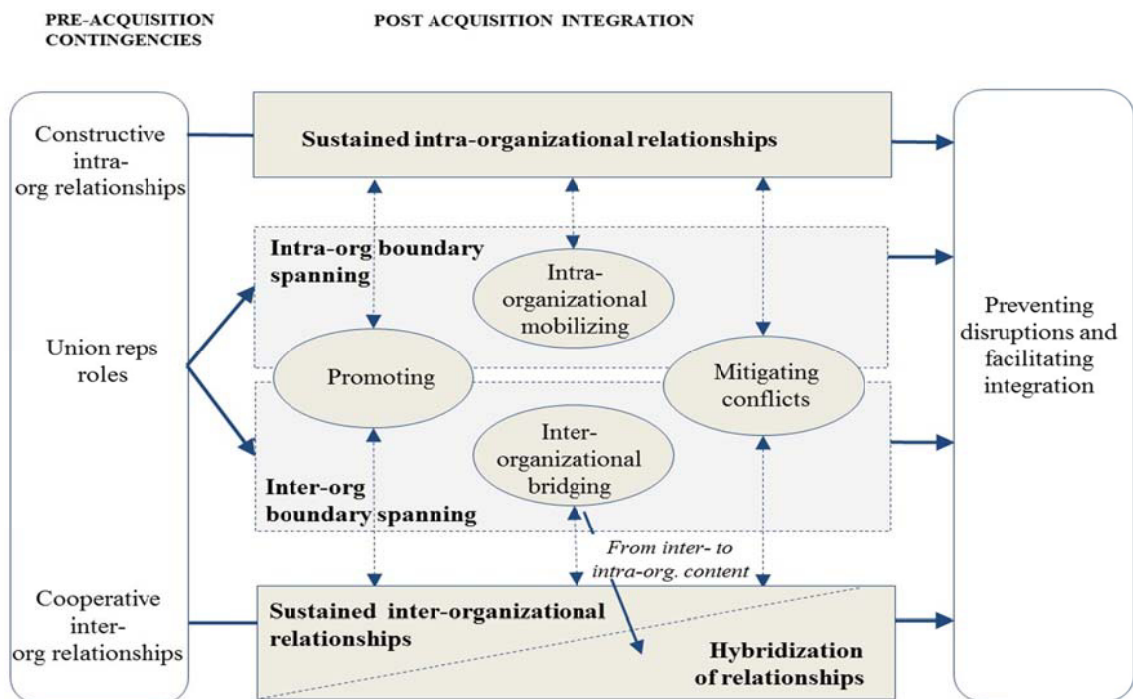 PRE-ACQUISITION
CONTINGENCIES
POST ACQUISITION INTEGRATION
Constructive
intra-
org relationships
Union reps
roles
Cooperative
inter-
org relationships
Sustained intra-organizational relationships
Intra-org boundary
spanning
Intra-
organizational
mobilizing
Promoting
Mitigating
conflicts
Inter-
organizational
bridging
Inter-org
boundary spanning
From inter- to
intra-org. content
Sustained inter-organizational
relationships
Hybridization
of relationships
Preventing
disruptions and
facilitating
integration